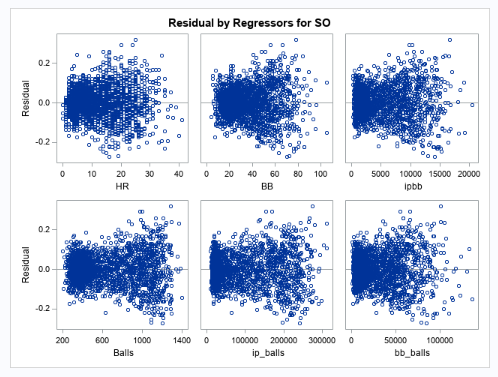 Residual by Regressors for SO
Residual
0.2
0.0
-0.2
0 10 20 30 40
HR
0 20 40 60 80 100
BB
0 5000 10000 15000 20000
ipbb
Residual
0.2
0.0
-0.2
200 600 1000 1400
Balls
0 100000 200000 300000
ip_balls
0 50000 100000
bb_balls